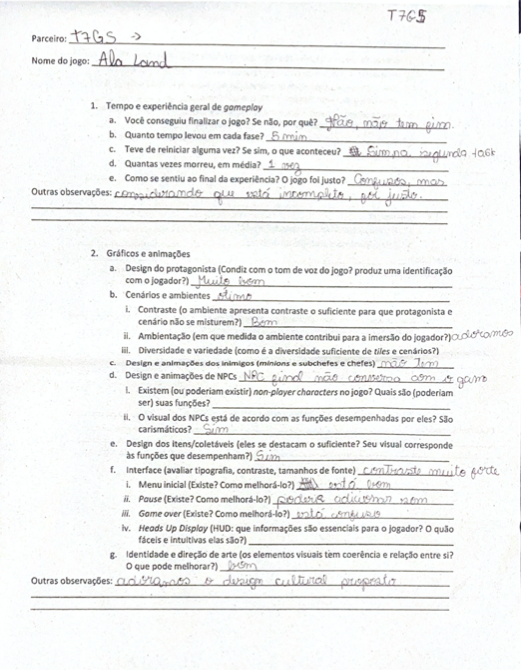 T7G5
Parceiro: T7GS →
Nome do jogo: Alo Land
1. Tempo e experiência geral de gameplay
a. Você conseguiu finalizar o jogo? Se não, por quê? Não, não tem fim.
b. Quanto tempo levou em cada fase? 5 min
c. Teve de reiniciar alguma vez? Se sim, o que aconteceu? Sim, na segunda task
d. Quantas vezes morreu, em média? 1 vez
e. Como se sentiu ao final da experiência? O jogo foi justo? Confusos, mas
Outras observações: considerando que está incompleto, foi justo.
2. Gráficos e animações
a. Design do protagonista (Condiz com o tom de voz do jogo? produz uma identificação
com o jogador?) Muito bom
b. Cenários e ambientes ótimo
i. Contraste (o ambiente apresenta contraste o suficiente para que protagonista e
cenário não se misturem?) Bom
ii. Ambientação (em que medida o ambiente contribui para a imersão do jogador?) adoramos
iii. Diversidade e variedade (como é a diversidade suficiente de tiles e cenários?)
c. Design e animações dos inimigos (minions e subchefes e chefes) não tem
d. Design e animações de NPCs NPC final não conversa com o
i. Existem (ou poderiam existir) non-player characters no jogo? Quais são (poderiam
ser) suas funções?
ii. O visual dos NPCs está de acordo com as funções desempenhadas por eles? São
carismáticos? Sim
e. Design dos itens/coletáveis (eles se destacam o suficiente? Seu visual corresponde
às funções que desempenham?) Sim
f. Interface (avaliar tipografia, contraste, tamanhos de fonte) contraste muito forte
i. Menu inicial (Existe? Como melhorá-lo?) está bom
ii. Pause (Existe? Como melhorá-lo?) podera adicionar som
iii. Game over (Existe? Como melhorá-lo?) está confuso
iv. Heads Up Display (HUD: que informações são essenciais para o jogador? O quão
fáceis e intuitivas elas são?)
g. Identidade e direção de arte (os elementos visuais tem coerência e relação entre si?
O que pode melhorar?) bom
Outras observações: adoramos o design cultural proposto